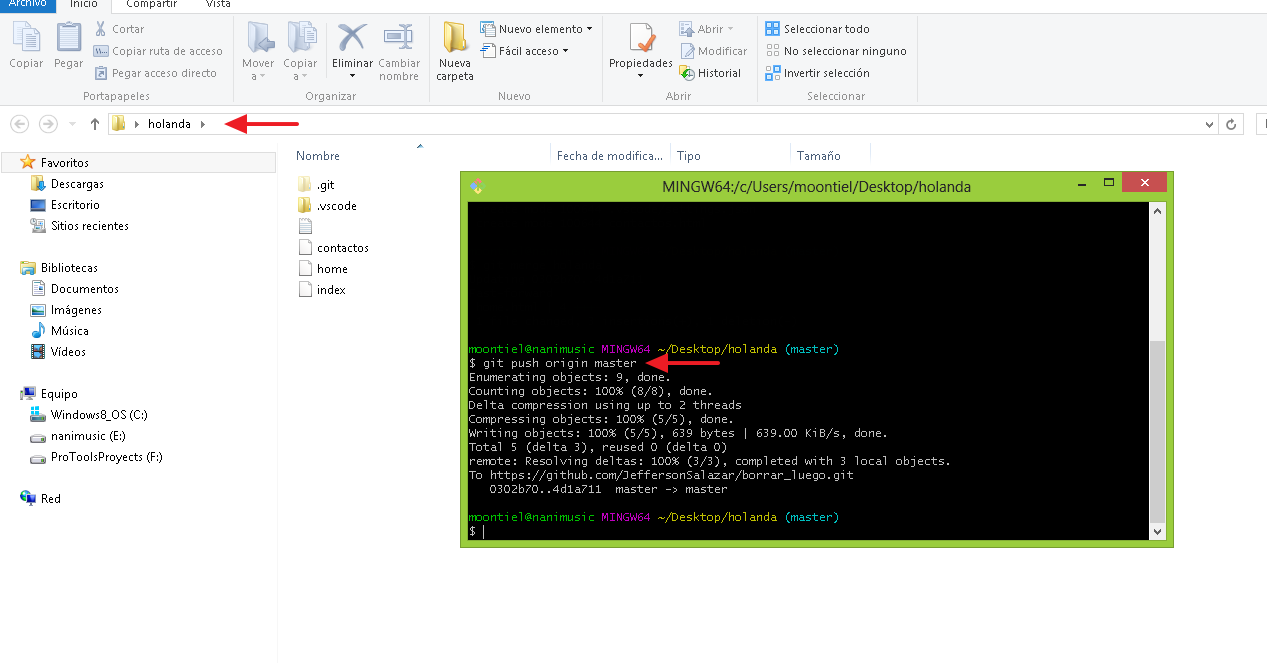 Archivo Inicio Compartir Vista
Copiar
Pegar
Cortar
Copiar ruta de acceso
Pegar acceso directo
Portapapeles
Mover a
Copiar a
Eliminar
Cambiar nombre
Organizar
Nueva carpeta
Nuevo elemento
Fácil acceso
Nuevo
Propiedades
Abrir
Modificar
Historial
Abrir
Seleccionar todo
No seleccionar ninguno
Invertir selección
Seleccionar
holanda
Favoritos
Descargas
Escritorio
Sitios recientes
Bibliotecas
Documentos
Imágenes
Música
Vídeos
Equipo
Windows8_OS (C:)
nanimusic (E:)
ProToolsProyects (F:)
Red
Nombre Fecha de modifica... Tipo Tamaño
.git
.vscode
contactos
home
index
MINGW64:/c/Users/moontiel/Desktop/holanda
moontiel@nanimusic MINGW64 ~/Desktop/holanda (master)
$ git push origin master
Enumerating objects: 9, done.
Counting objects: 100% (8/8), done.
Delta compression using up to 2 threads
Compressing objects: 100% (5/5), done.
Writing objects: 100% (5/5), 639 bytes | 639.00 KiB/s, done.
Total 5 (delta 3), reused 0 (delta 0)
remote: Resolving deltas: 100% (3/3), completed with 3 local objects.
To https://github.com/JeffersonSalazar/borrar_luego.git
0302b70..4d1a711 master -> master
moontiel@nanimusic MINGW64 ~/Desktop/holanda (master)
$